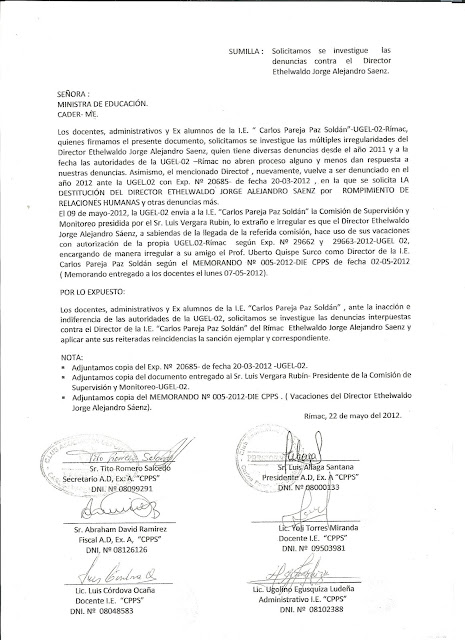 SUMILLA : Solicitamos se investigue las
denuncias contra el Director
Ethelwaldo Jorge Alejandro Saenz.
SEÑORA :
MINISTRA DE EDUCACIÓN.
CADER- ME.
Los docentes, administrativos y Ex alumnos de la I.E. " Carlos Pareja Paz Soldán"-UGEL-02-Rímac,
quienes firmamos el presente documento, solicitamos se investigue las múltiples irregularidades del
Director Ethelwaldo Jorge Alejandro Saenz, quien tiene diversas denuncias desde el año 2011 y a la
fecha las autoridades de la UGEL-02 –Rímac no abren proceso alguno y menos dan respuesta a
nuestras denuncias. Asimismo, el mencionado Director , nuevamente, vuelve a ser denunciado en el
año 2012 ante la UGEL.02 con Exp. Nº 20685- de fecha 20-03-2012 , en la que se solicita LA
DESTITUCIÓN DEL DIRECTOR ETHELWALDO JORGE ALEJANDRO SAENZ por ROMPIMIENTO DE
RELACIONES HUMANAS y otras denuncias más.
El 09 de mayo-2012, la UGEL-02 envía a la I.E. "Carlos Pareja Paz Soldán" la Comisión de Supervisión y
Monitoreo presidida por el Sr. Luis Vergara Rubín, lo extraño e irregular es que el Director Ethelwaldo
Jorge Alejandro Saénz, a sabiendas de la llegada de la referida comisión, hace uso de sus vacaciones
con autorización de la propia UGEL.02-Rímac según Exp. Nº 29662 y 29663-2012-UGEL 02,
encargando de manera irregular a su amigo el Prof. Uberto Quispe Surco como Director de la I.E.
Carlos Pareja Paz Soldán según el MEMORANDO Nº 005-2012-DIE CPPS de fecha 02-05-2012
( Memorando entregado a los docentes el lunes 07-05-2012).
POR LO EXPUESTO:
Los docentes, administrativos y Ex alumnos de la I.E. "Carlos Pareja Paz Soldán" , ante la inacción e
indiferencia de las autoridades de la UGEL-02, solicitamos se investigue las denuncias interpuestas
contra el Director de la I.E. "Carlos Pareja Paz Soldán" del Rímac Ethelwaldo Jorge Alejandro Saenz y
aplicar ante sus reiteradas reincidencias la sanción ejemplar y correspondiente.
NOTA:
▪ Adjuntamos copia del Exp. Nº 20685- de fecha 20-03-2012 -UGEL-02.
▪ Adjuntamos copia del documento entregado al Sr. Luis Vergara Rubín- Presidente de la Comisión de
Supervisión y Monitoreo-UGEL-02.
▪ Adjuntamos copia del MEMORANDO Nº 005-2012-DIE CPPS . ( Vacaciones del Director Ethelwaldo
Jorge Alejandro Saénz).
Rímac, 22 de mayo del 2012.
Sr. Tito Romero Salcedo
Secretario A.D, Ex. A. "CPPS"
DNI. Nº 08099291
Sr. Luis Aliaga Santana
Presidente A.D, Ex. A "CPPS"
DNI. Nº 08000133
Sr. Abraham David Ramírez
Fiscal A.D, Ex, A, "CPPS"
DNI. Nº 08126126
Lic. Yoli Torres Miranda
Docente I.E. "CPPS"
DNI. Nº 09503981
Lic. Luis Córdova Ocaña
Docente I.E. "CPPS"
DNI. Nº 08048583
Lic. Ugolino Egusquiza Ludeña
Administrativo I.E. "CPPS"
DNI. Nº 08102388